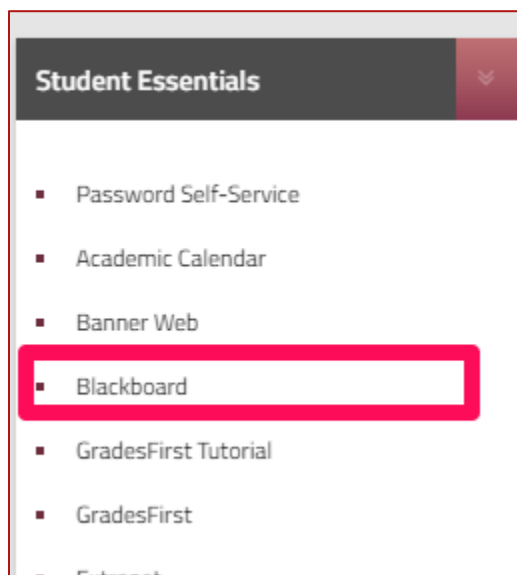 Student Essentials
Password Self-Service
Academic Calendar
Banner Web
Blackboard
GradesFirst Tutorial
GradesFirst